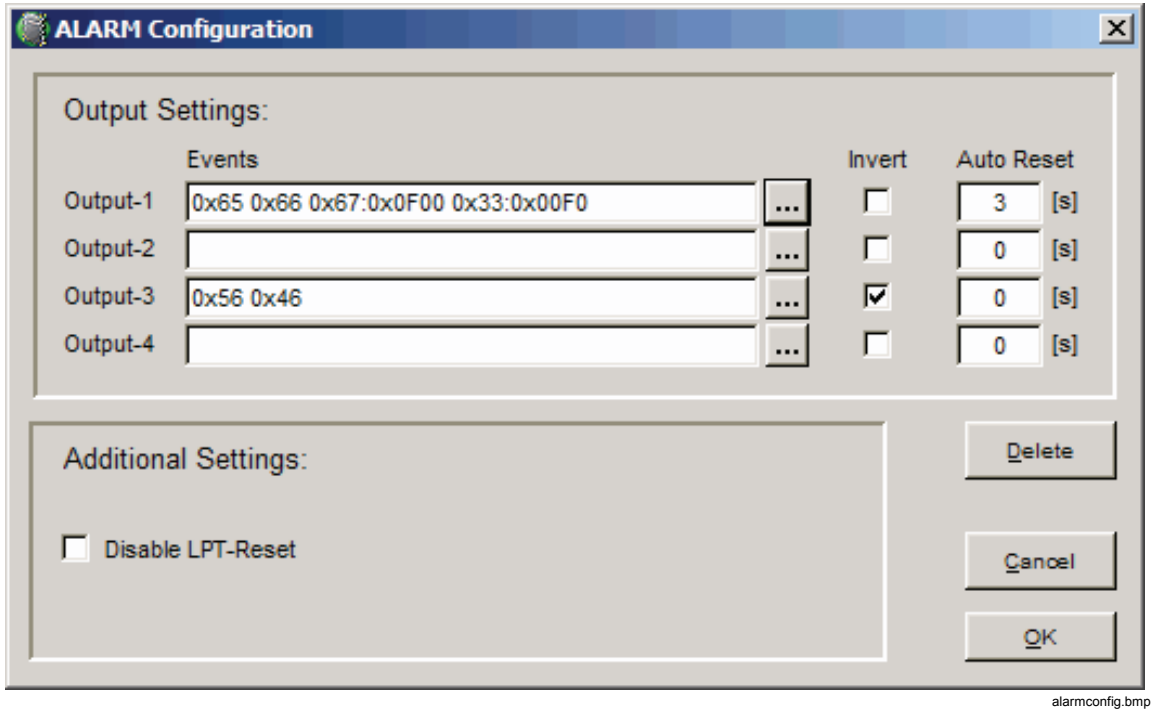 ALARM Configuration
Output Settings:
Events Invert Auto Reset
Output-1 0x65 0x66 0x67:0x0F00 0x33:0x00F0 ... 3 [s]
Output-2 ... 0 [s]
Output-3 0x56 0x46 ... 0 [s]
Output-4 ... 0 [s]
Additional Settings:
Disable LPT-Reset
Delete
Cancel
OK
alarmconfig.bmp